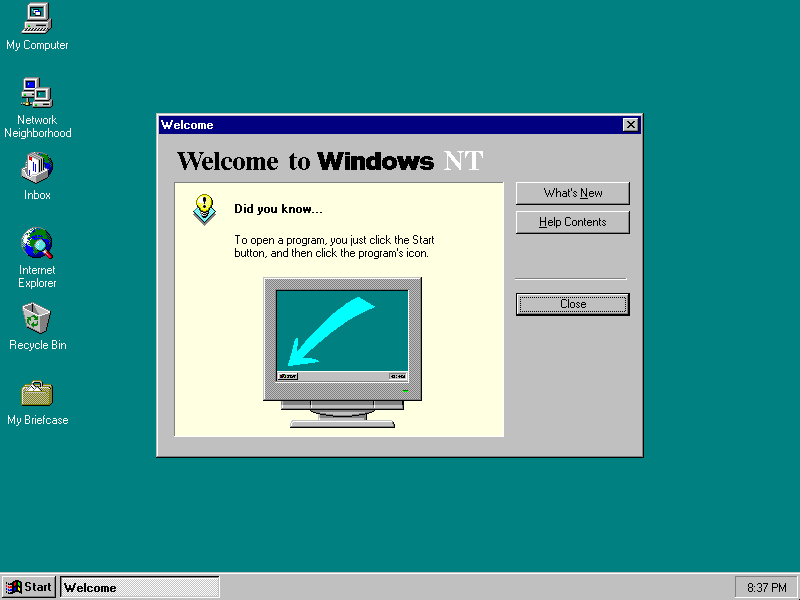 My Computer
Network
Neighborhood
Inbox
Internet
Explorer
Recycle Bin
My Briefcase
Welcome
Welcome to Windows NT
Did you know...
To open a program, you just click the Start
button, and then click the program's icon.
What's New
Help Contents
Close
Start
Welcome
8:37 PM